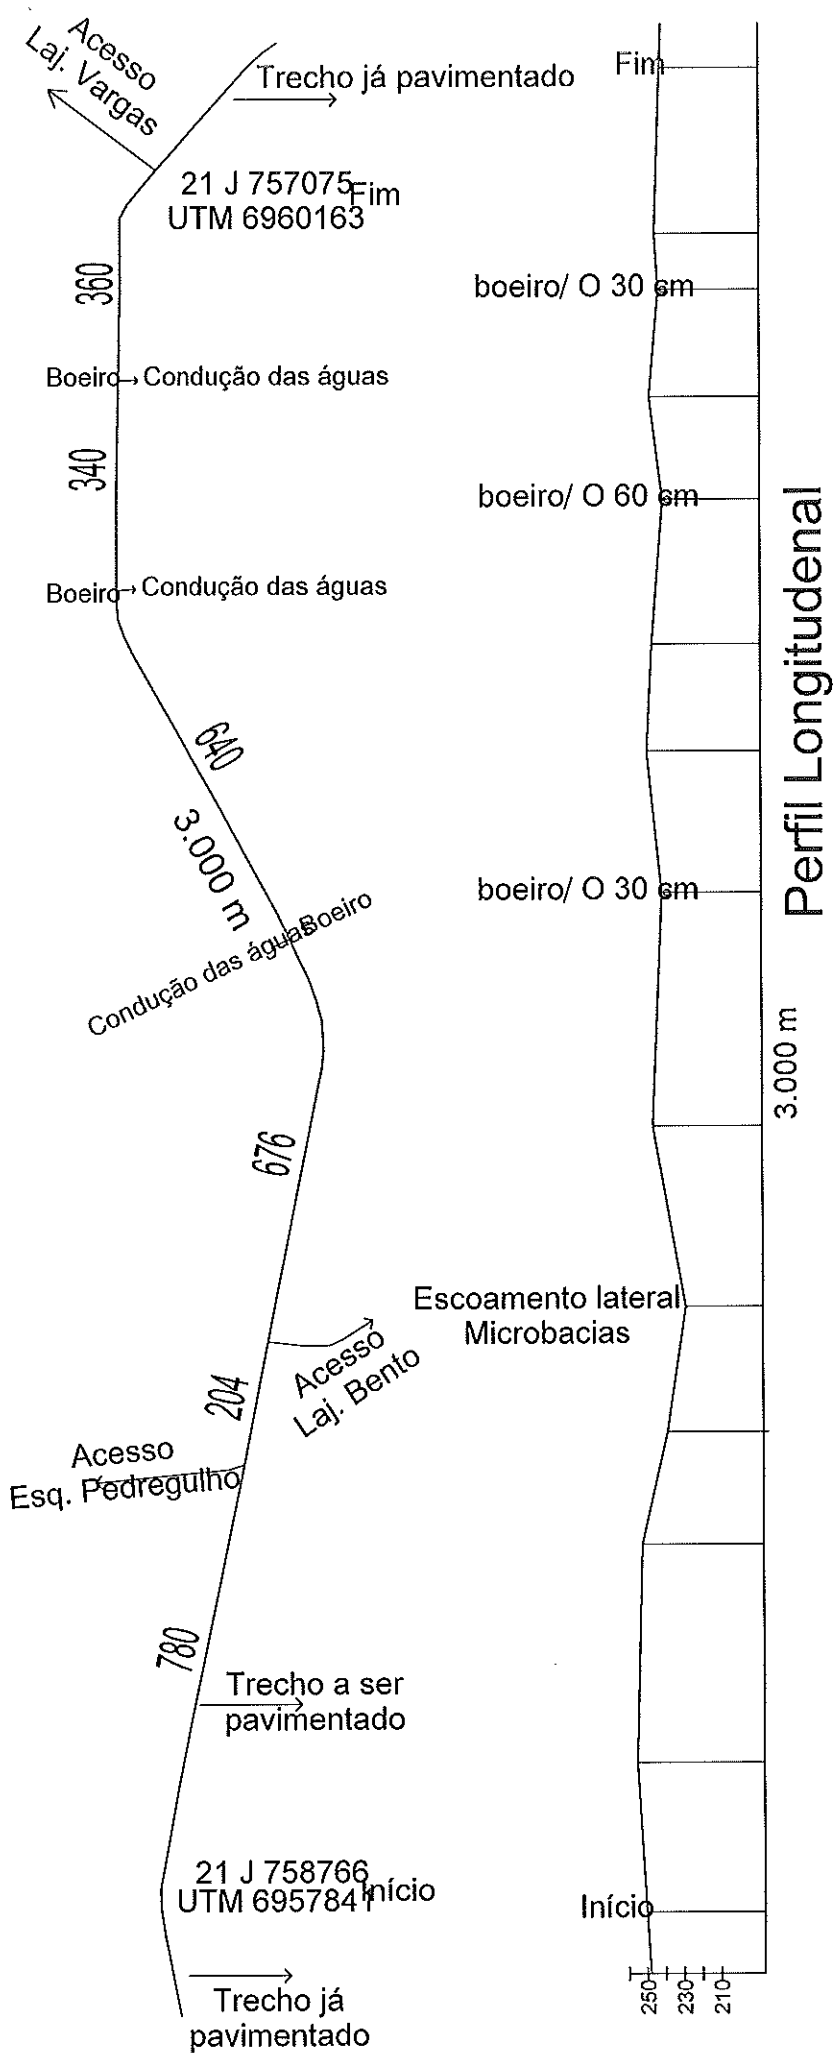 Acesso
Laj. Vargas
Trecho já pavimentado
21 J 757075
UTM 6960163
Fim
360
Boeiro
Condução das águas
340
Boeiro
Condução das águas
640
3.000 m
Boeiro
Condução das águas
676
Acesso
Laj. Bento
204
Acesso
Esq. Pedregulho
780
Trecho a ser
pavimentado
21 J 758766
UTM 6957841
Início
Trecho já
pavimentado
Fim
boeiro/ O 30 cm
boeiro/ O 60 cm
boeiro/ O 30 cm
Escoamento lateral
Microbacias
Início
250
230
210
3.000 m
Perfil Longitudenal